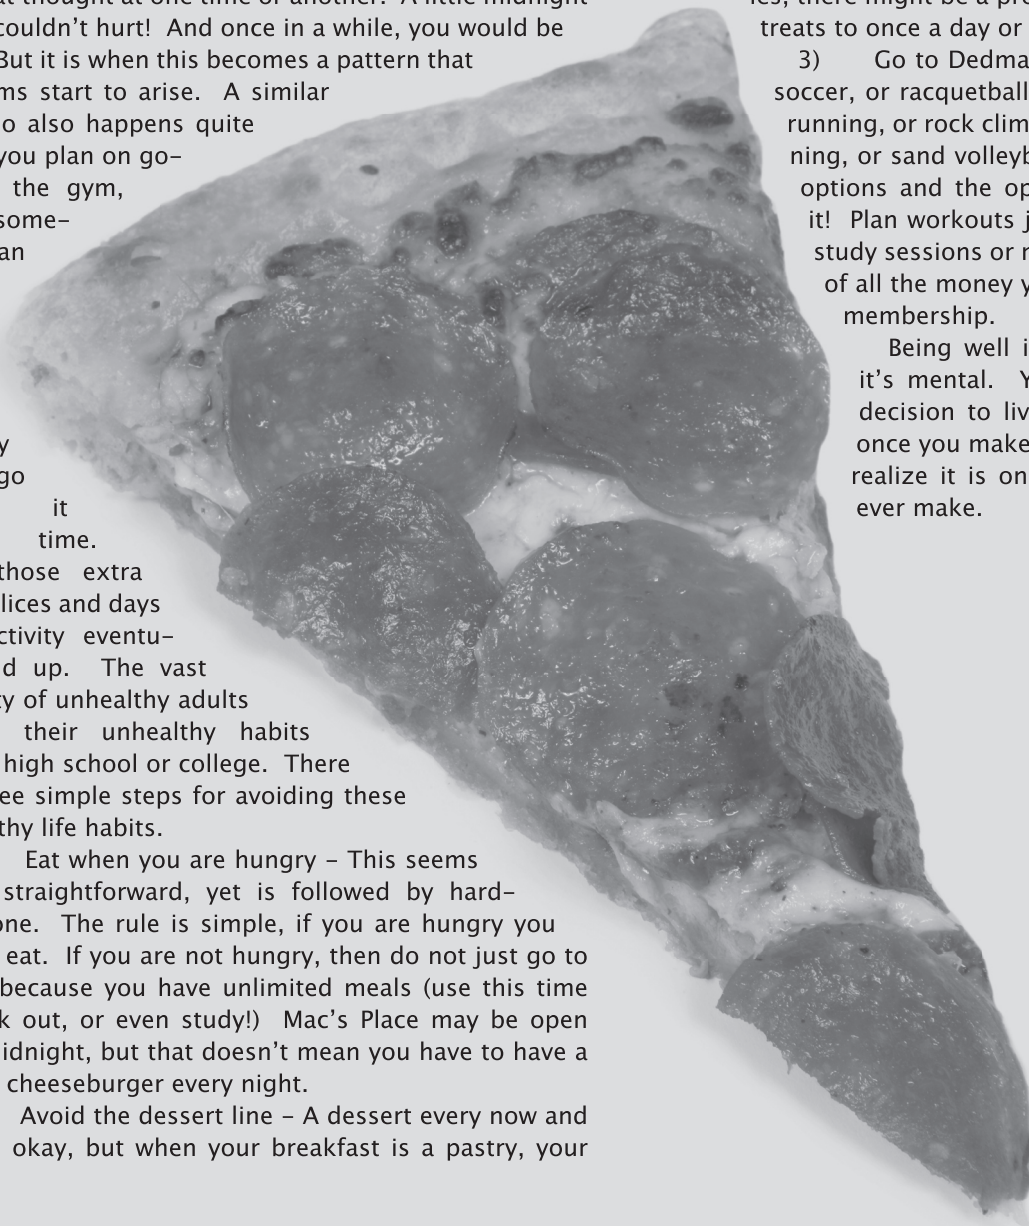 at thought at one time or another. A little midnight
couldn't hurt! And once in a while, you would be
But it is when this becomes a pattern that
ms start to arise. A similar
o also happens quite
you plan on go-
the gym,
some-
an
y
go
it
time.
those extra
lices and days
ctivity eventu-
d up. The vast
ty of unhealthy adults
their unhealthy habits
high school or college. There
ee simple steps for avoiding these
thy life habits.
Eat when you are hungry – This seems
straightforward, yet is followed by hard-
one. The rule is simple, if you are hungry you
eat. If you are not hungry, then do not just go to
because you have unlimited meals (use this time
k out, or even study!) Mac's Place may be open
idnight, but that doesn't mean you have to have a
cheeseburger every night.
Avoid the dessert line – A dessert every now and
okay, but when your breakfast is a pastry, your
treats to once a day or
3) Go to Dedma
soccer, or racquetball
running, or rock clim
ning, or sand volleyb
options and the op
it! Plan workouts j
study sessions or r
of all the money y
membership.
Being well i
it's mental. Y
decision to liv
once you make
realize it is on
ever make.